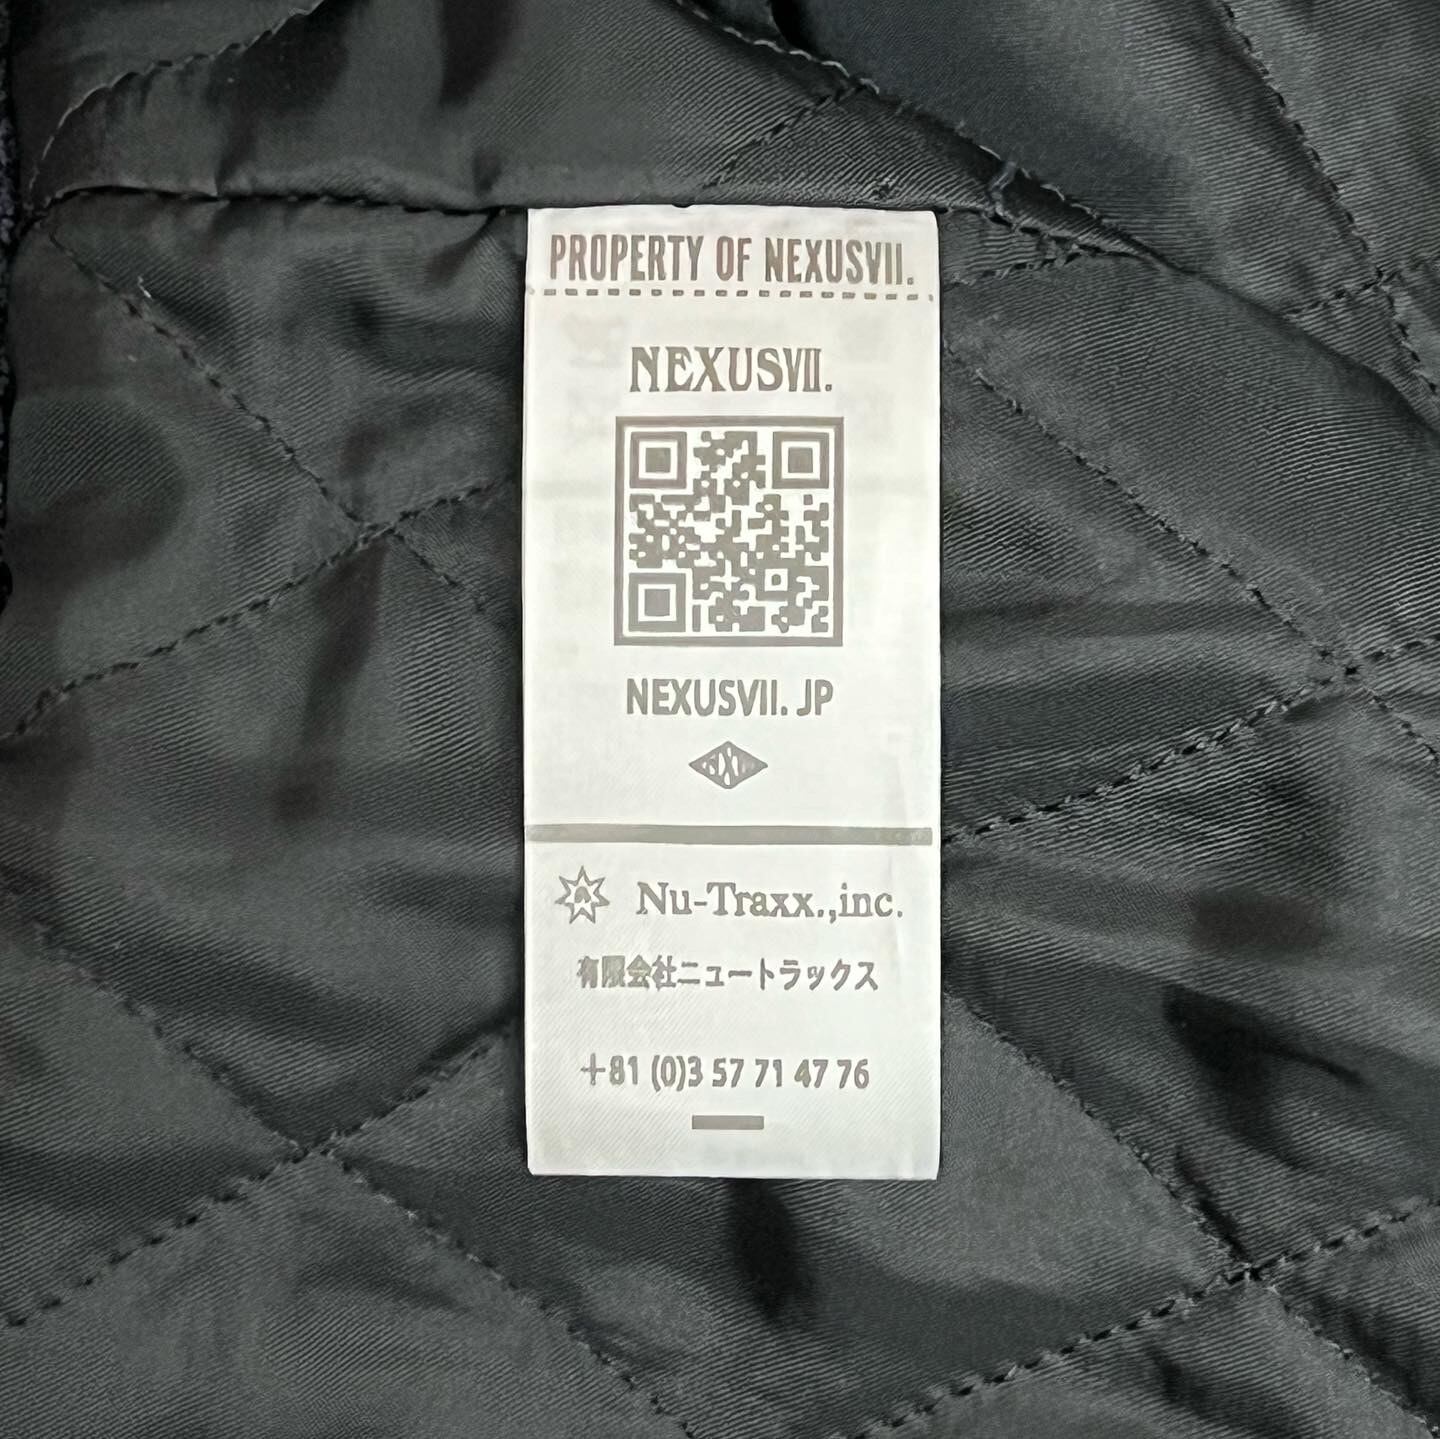 PROPERTY OF NEXUSVII.
NEXUSVII.
NEXUSVII. JP
NXL
Nu-Traxx.,inc.
有限会社ニュートラックス
+81 (0)3 57 71 47 76